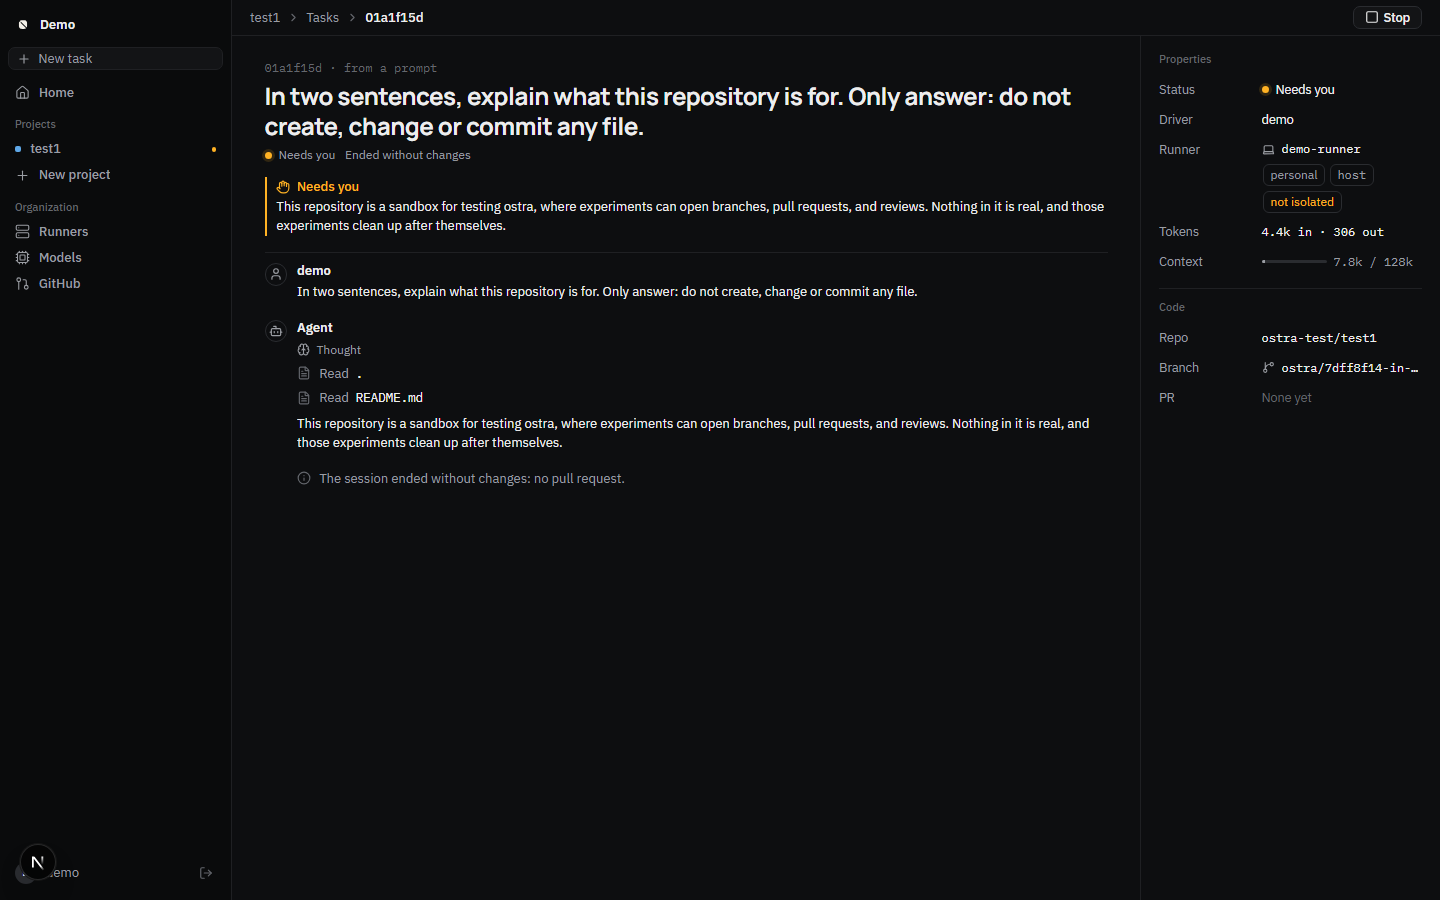 Demo
New task
Home
Projects
test1
New project
Organization
Runners
Models
GitHub
test1 > Tasks > 01a1f15d
Stop
01a1f15d · from a prompt
In two sentences, explain what this repository is for. Only answer: do not
create, change or commit any file.
Needs you Ended without changes
Needs you
This repository is a sandbox for testing ostra, where experiments can open branches, pull requests, and reviews. Nothing in it is real, and those
experiments clean up after themselves.
demo
In two sentences, explain what this repository is for. Only answer: do not create, change or commit any file.
Agent
Thought
Read .
Read README.md
This repository is a sandbox for testing ostra, where experiments can open branches, pull requests, and reviews. Nothing in it is real, and
those experiments clean up after themselves.
The session ended without changes: no pull request.
Properties
Status Needs you
Driver demo
Runner demo-runner
personal host
not isolated
Tokens 4.4k in · 306 out
Context 7.8k / 128k
Code
Repo ostra-test/test1
Branch ostra/7dff8f14-in-…
PR None yet
N